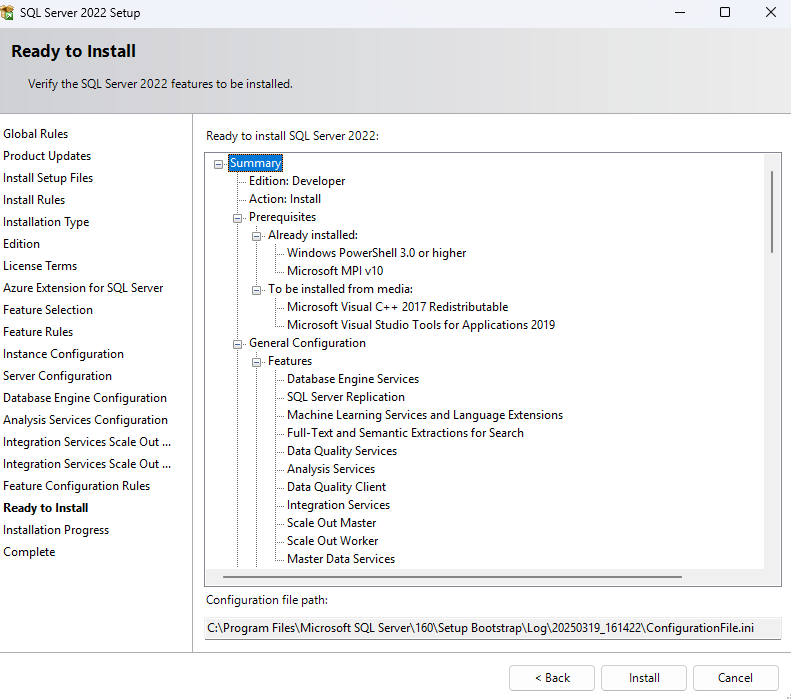 SQL Server 2022 Setup
Ready to Install
Verify the SQL Server 2022 features to be installed.
Global Rules
Product Updates
Install Setup Files
Install Rules
Installation Type
Edition
License Terms
Azure Extension for SQL Server
Feature Selection
Feature Rules
Instance Configuration
Server Configuration
Database Engine Configuration
Analysis Services Configuration
Integration Services Scale Out ...
Integration Services Scale Out ...
Feature Configuration Rules
Ready to Install
Installation Progress
Complete
Ready to install SQL Server 2022:
Summary
Edition: Developer
Action: Install
Prerequisites
Already installed:
Windows PowerShell 3.0 or higher
Microsoft MPI v10
To be installed from media:
Microsoft Visual C++ 2017 Redistributable
Microsoft Visual Studio Tools for Applications 2019
General Configuration
Features
Database Engine Services
SQL Server Replication
Machine Learning Services and Language Extensions
Full-Text and Semantic Extractions for Search
Data Quality Services
Analysis Services
Data Quality Client
Integration Services
Scale Out Master
Scale Out Worker
Master Data Services
Configuration file path:
C:\Program Files\Microsoft SQL Server\160\Setup Bootstrap\Log\20250319_161422\ConfigurationFile.ini
< Back
Install
Cancel